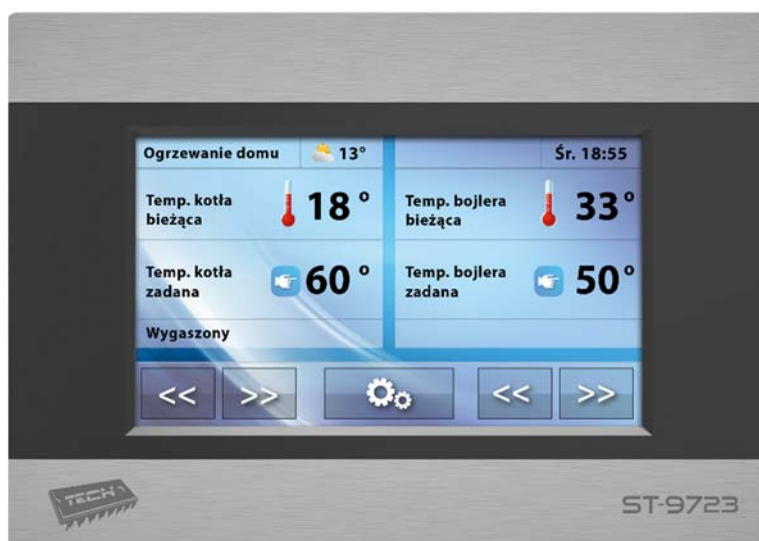 Ogrzewanie domu 13°
Śr. 18:55
Temp. kotła
bieżąca
18°
Temp. bojlera
bieżąca
33°
Temp. kotła
zadana
60°
Temp. bojlera
zadana
50°
Wygaszony
<< >> << >>
TECH
ST-9723